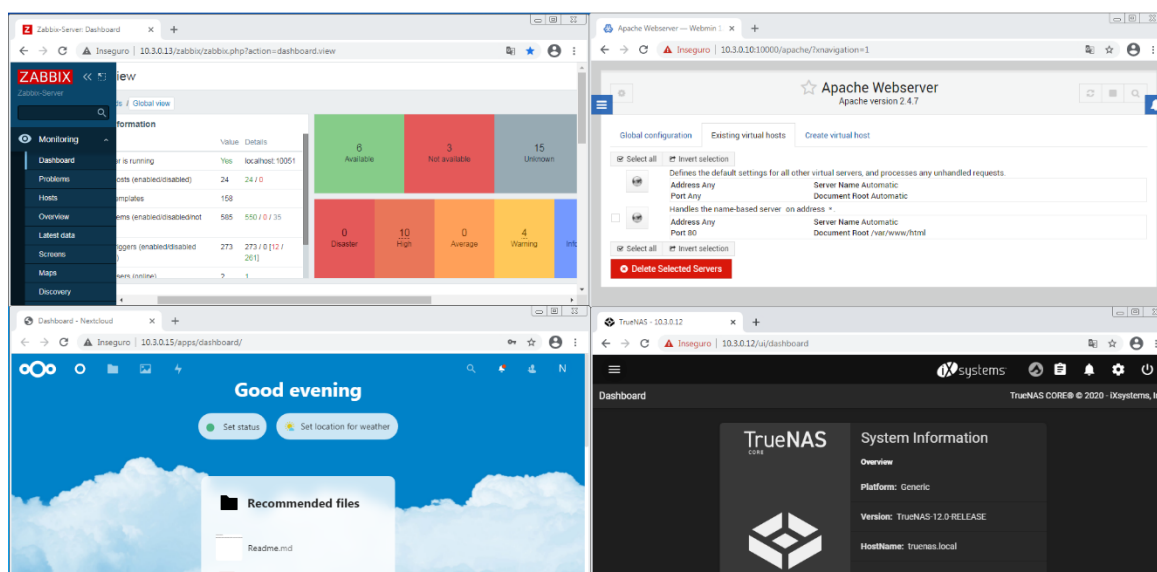 Zabbix-Server: Dashboard
Inseguro | 10.3.0.13/zabbix/zabbix.php?action=dashboard.view
ZABBIX
Zabbix-Server
Monitoring
Dashboard
Problems
Hosts
Overview
Latest data
Screens
Maps
Discovery
iew
ds / Global view
formation
Value Details
er is running Yes localhost:10051
osts (enabled/disabled) 24 24 / 0
emplates 158
ems (enabled/disabled/not 585 550 / 0 / 35
iggers (enabled/disabled 273 273 / 0 [12 /
) 261]
sers (online) 2 1
6
Available
3
Not available
15
Unknown
0
Disaster
10
High
0
Average
4
Warning
Info
Apache Webserver — Webmin 1
Inseguro | 10.3.0.10:10000/apache/?xnavigation=1
Apache Webserver
Apache version 2.4.7
Global configuration Existing virtual hosts Create virtual host
Select all Invert selection
Defines the default settings for all other virtual servers, and processes any unhandled requests.
Address Any Server Name Automatic
Port Any Document Root Automatic
Handles the name-based server on address *.
Address Any Server Name Automatic
Port 80 Document Root /var/www/html
Select all Invert selection
Delete Selected Servers
Dashboard - Nextcloud
Inseguro | 10.3.0.15/apps/dashboard/
N
Good evening
Set status Set location for weather
Recommended files
Readme.md
TrueNAS - 10.3.0.12
Inseguro | 10.3.0.12/ui/dashboard
iX systems
Dashboard TrueNAS CORE® © 2020 - iXsystems, In
TrueNAS
CORE
System Information
Overview
Platform: Generic
Version: TrueNAS-12.0-RELEASE
HostName: truenas.local